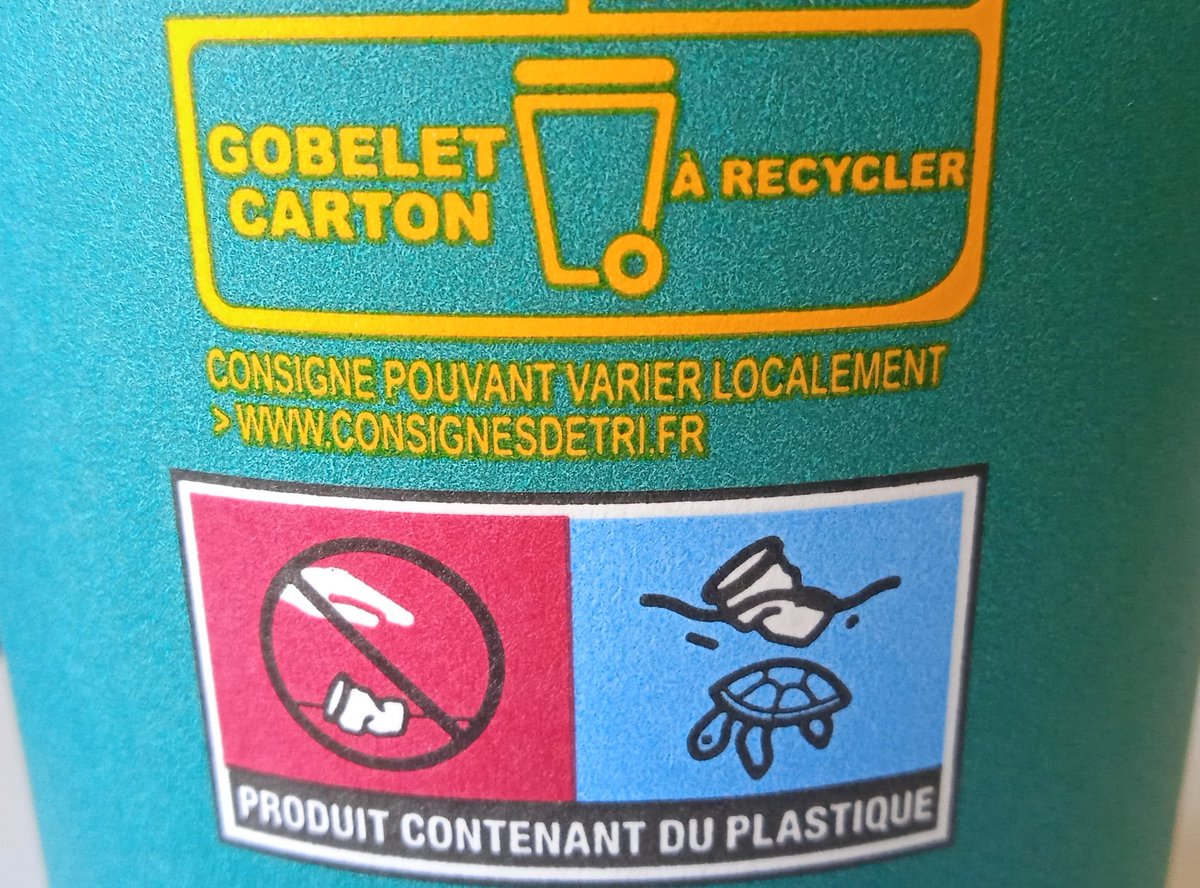 GOBELET
CARTON
À RECYCLER
CONSIGNE POUVANT VARIER LOCALEMENT
> WWW.CONSIGNESDETRI.FR
PRODUIT CONTENANT DU PLASTIQUE